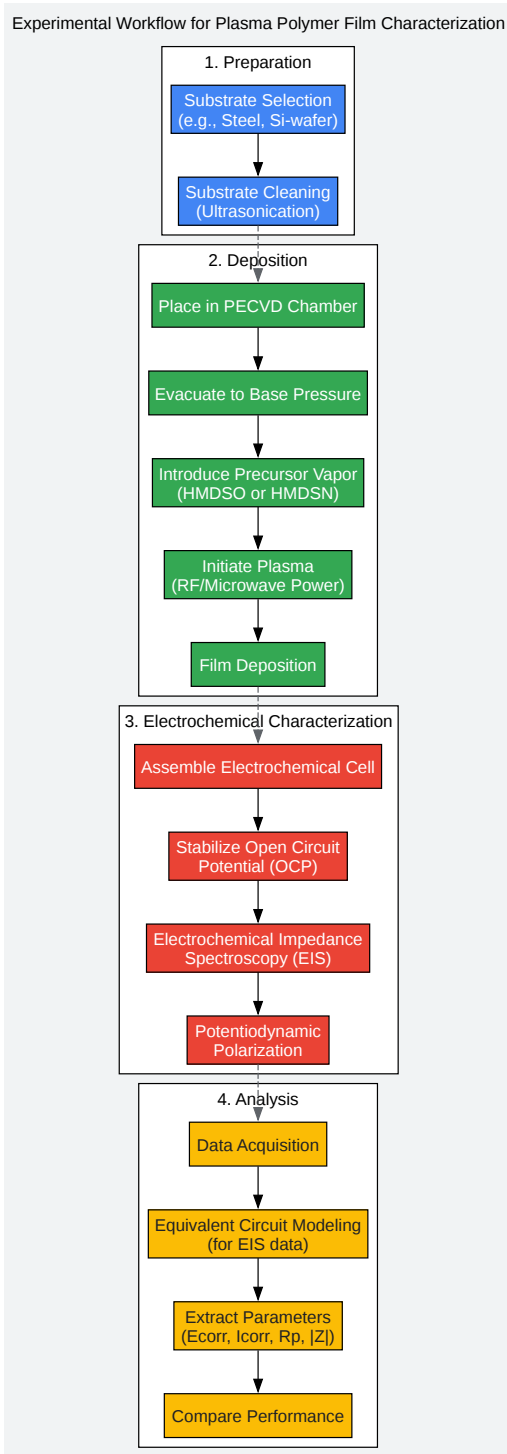 Experimental Workflow for Plasma Polymer Film Characterization
1. Preparation
Substrate Selection
(e.g., Steel, Si-wafer)
Substrate Cleaning
(Ultrasonication)
2. Deposition
Place in PECVD Chamber
Evacuate to Base Pressure
Introduce Precursor Vapor
(HMDSO or HMDSN)
Initiate Plasma
(RF/Microwave Power)
Film Deposition
3. Electrochemical Characterization
Assemble Electrochemical Cell
Stabilize Open Circuit
Potential (OCP)
Electrochemical Impedance
Spectroscopy (EIS)
Potentiodynamic
Polarization
4. Analysis
Data Acquisition
Equivalent Circuit Modeling
(for EIS data)
Extract Parameters
(Ecorr, Icorr, Rp, |Z|)
Compare Performance